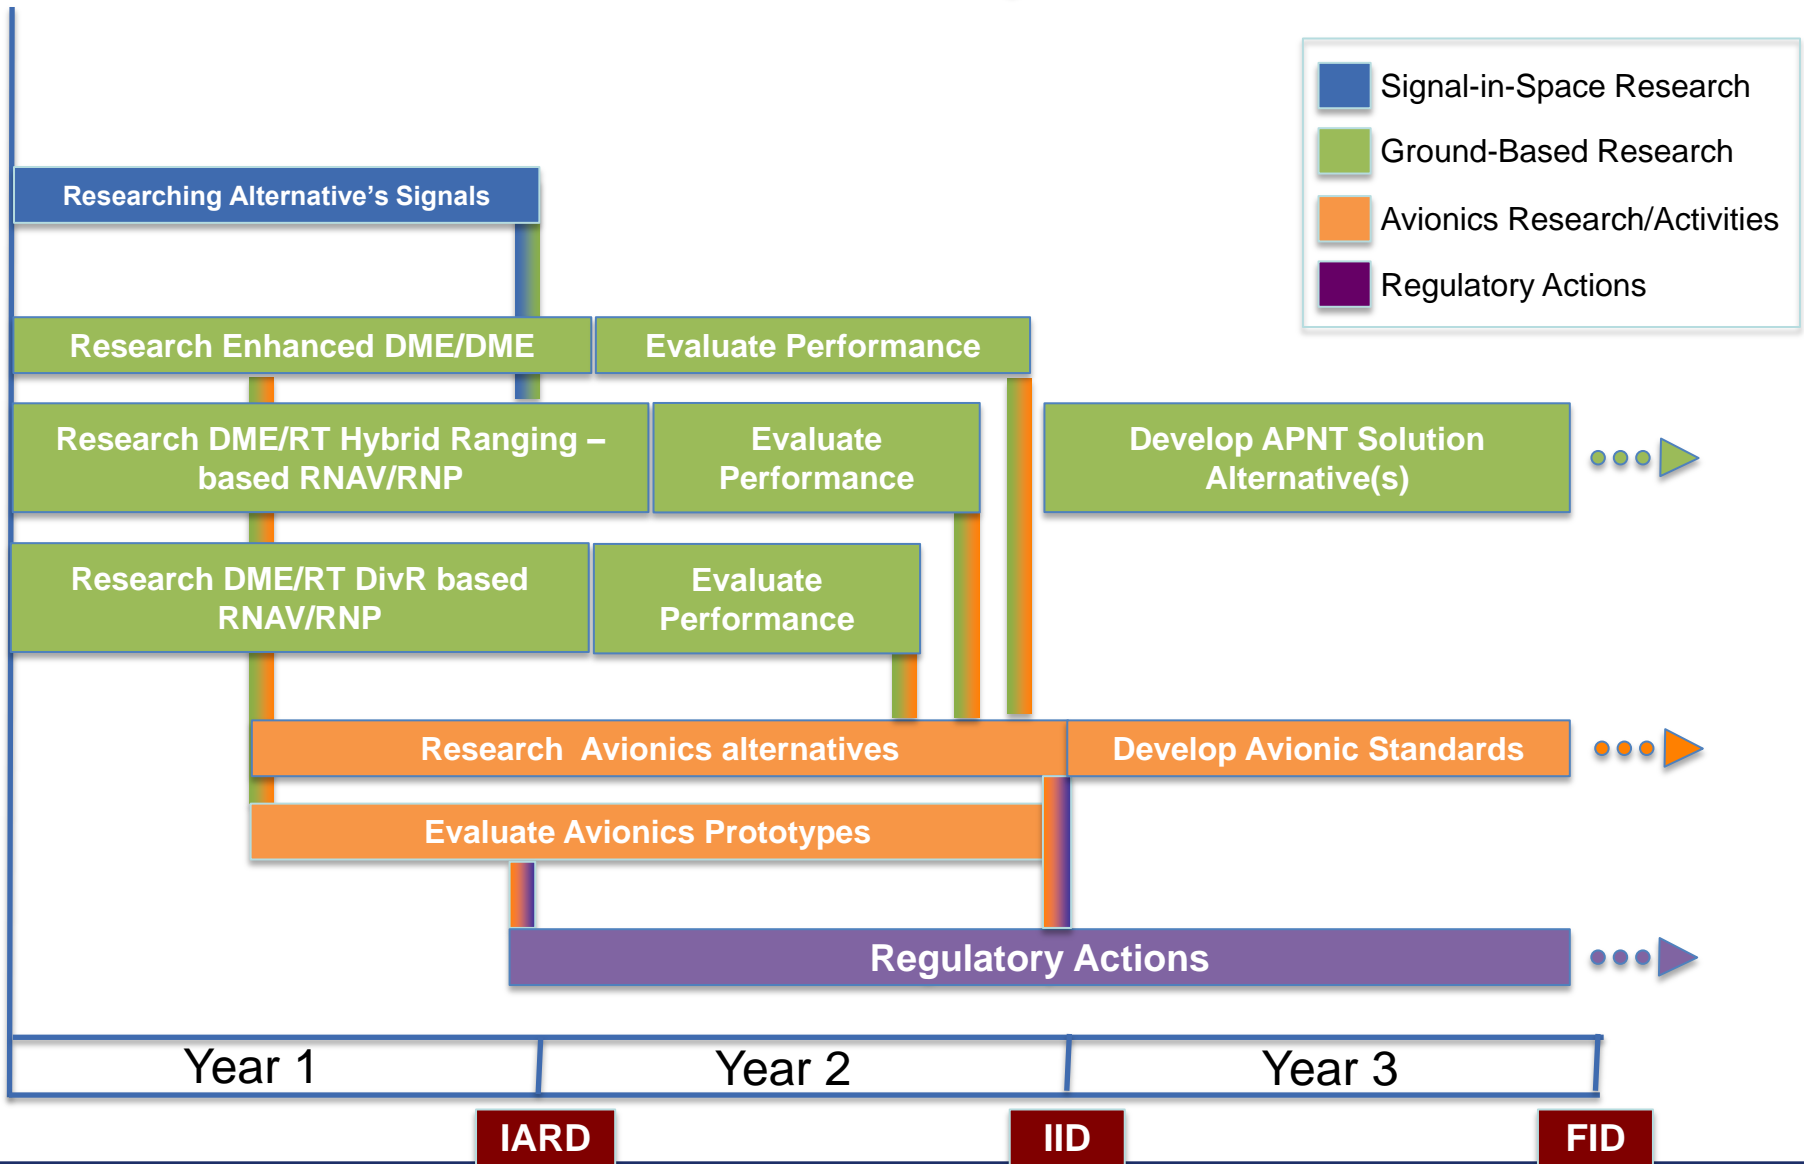 Signal-in-Space Research
Ground-Based Research
Avionics Research/Activities
Regulatory Actions
Researching Alternative’s Signals
Research Enhanced DME/DME
Evaluate Performance
Research DME/RT Hybrid Ranging –
based RNAV/RNP
Evaluate
Performance
Develop APNT Solution
Alternative(s)
Research DME/RT DivR based
RNAV/RNP
Evaluate
Performance
Research  Avionics alternatives
Develop Avionic Standards
Evaluate Avionics Prototypes
Regulatory Actions
Year 1
Year 2
Year 3
IARD
IID
FID